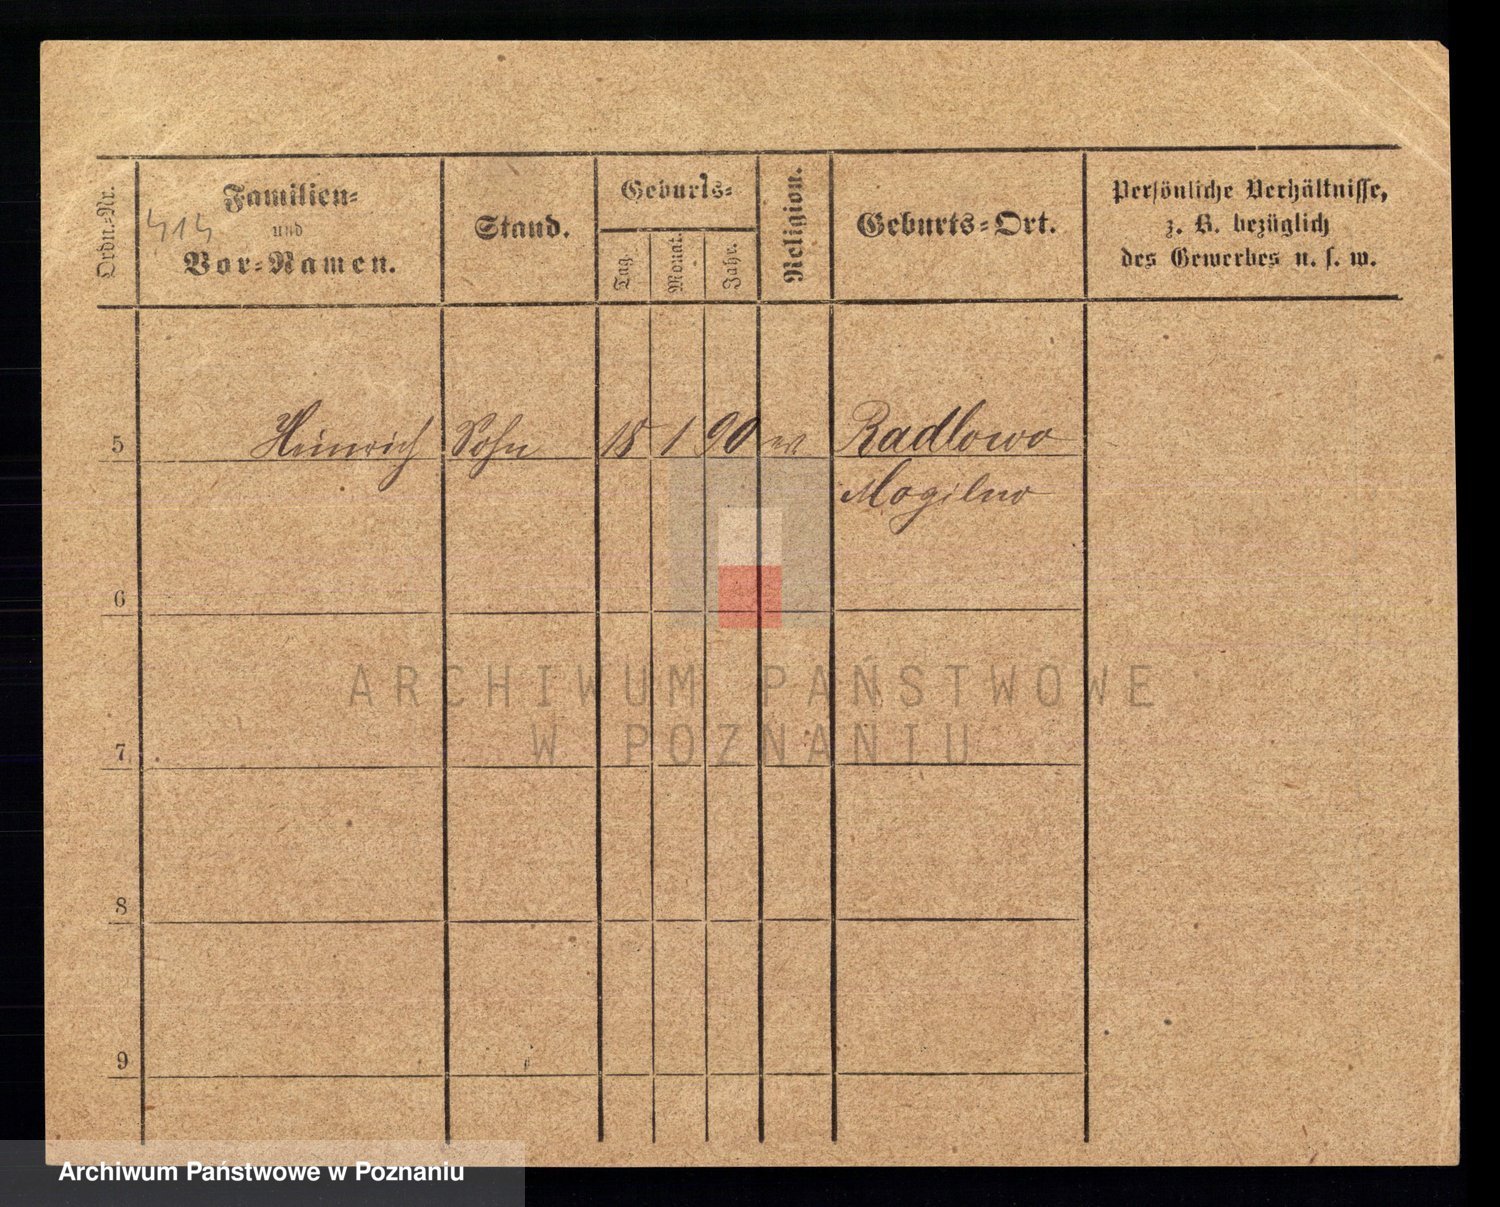 Ordn.-Nr.
Familien-
und
Vor-Namen.
Stand.
Geburts-
Tag.
Monat.
Jahr.
Religion.
Geburts-Ort.
Persönliche Verhältnisse,
z. B. bezüglich
des Gewerbes u. s. w.
5 Heinrich Sohn 15 1 90 ev Radlowo
Mogilno
6
7
8
9
ARCHIWUM PAŃSTWOWE
W POZNANIU
Archiwum Państwowe w Poznaniu